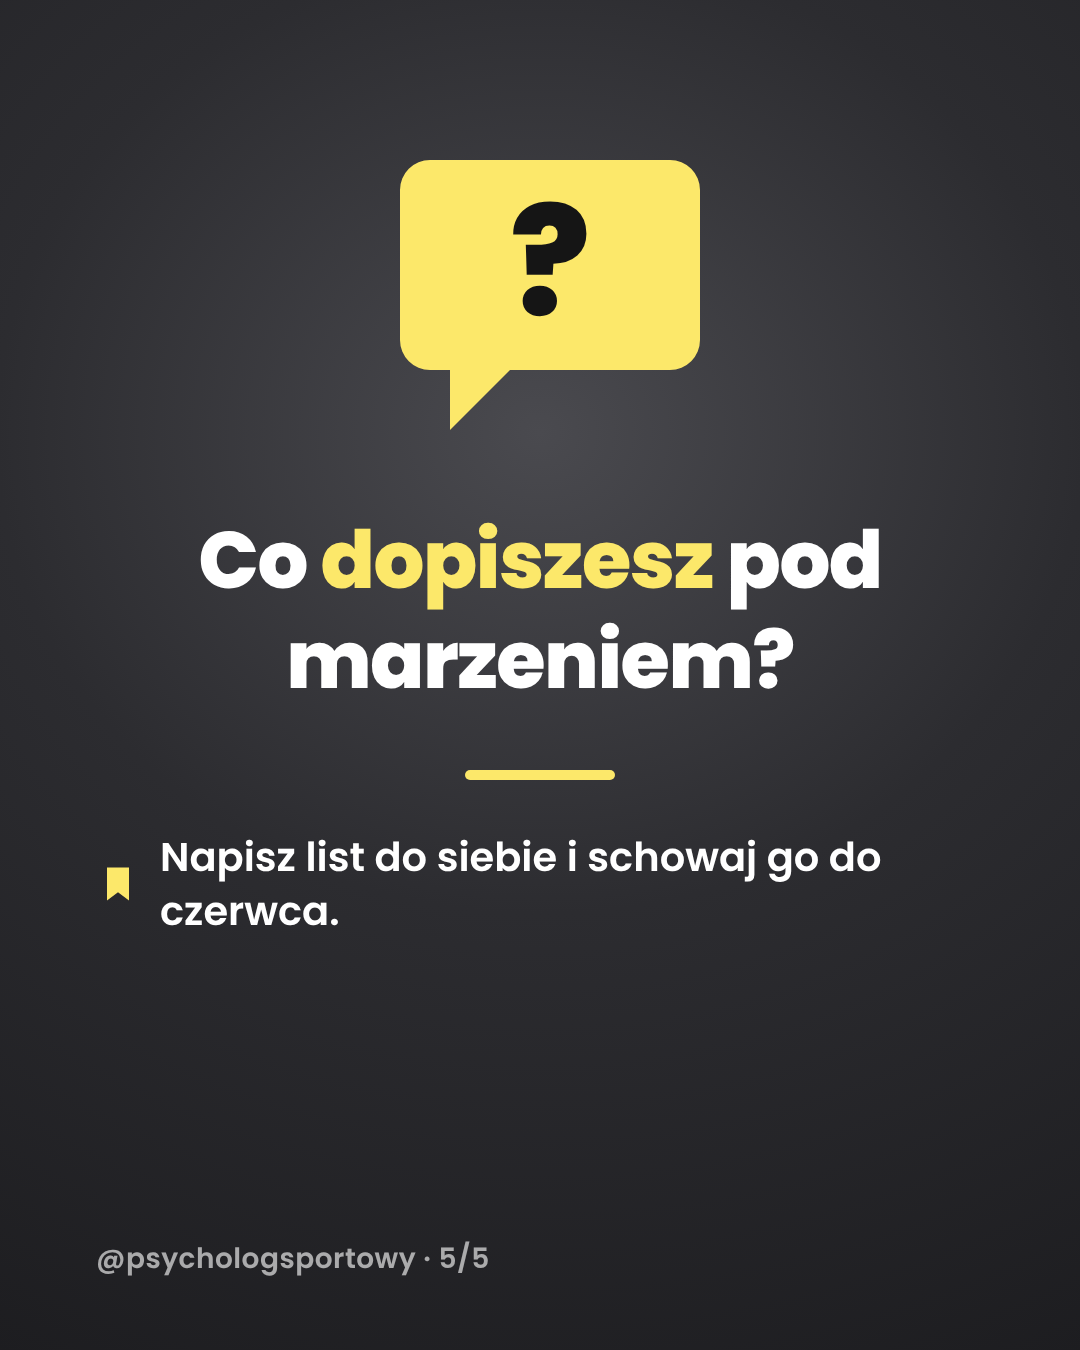 ?
Co dopiszesz pod
marzeniem?
Napisz list do siebie i schowaj go do
czerwca.
@psychologsportowy · 5/5